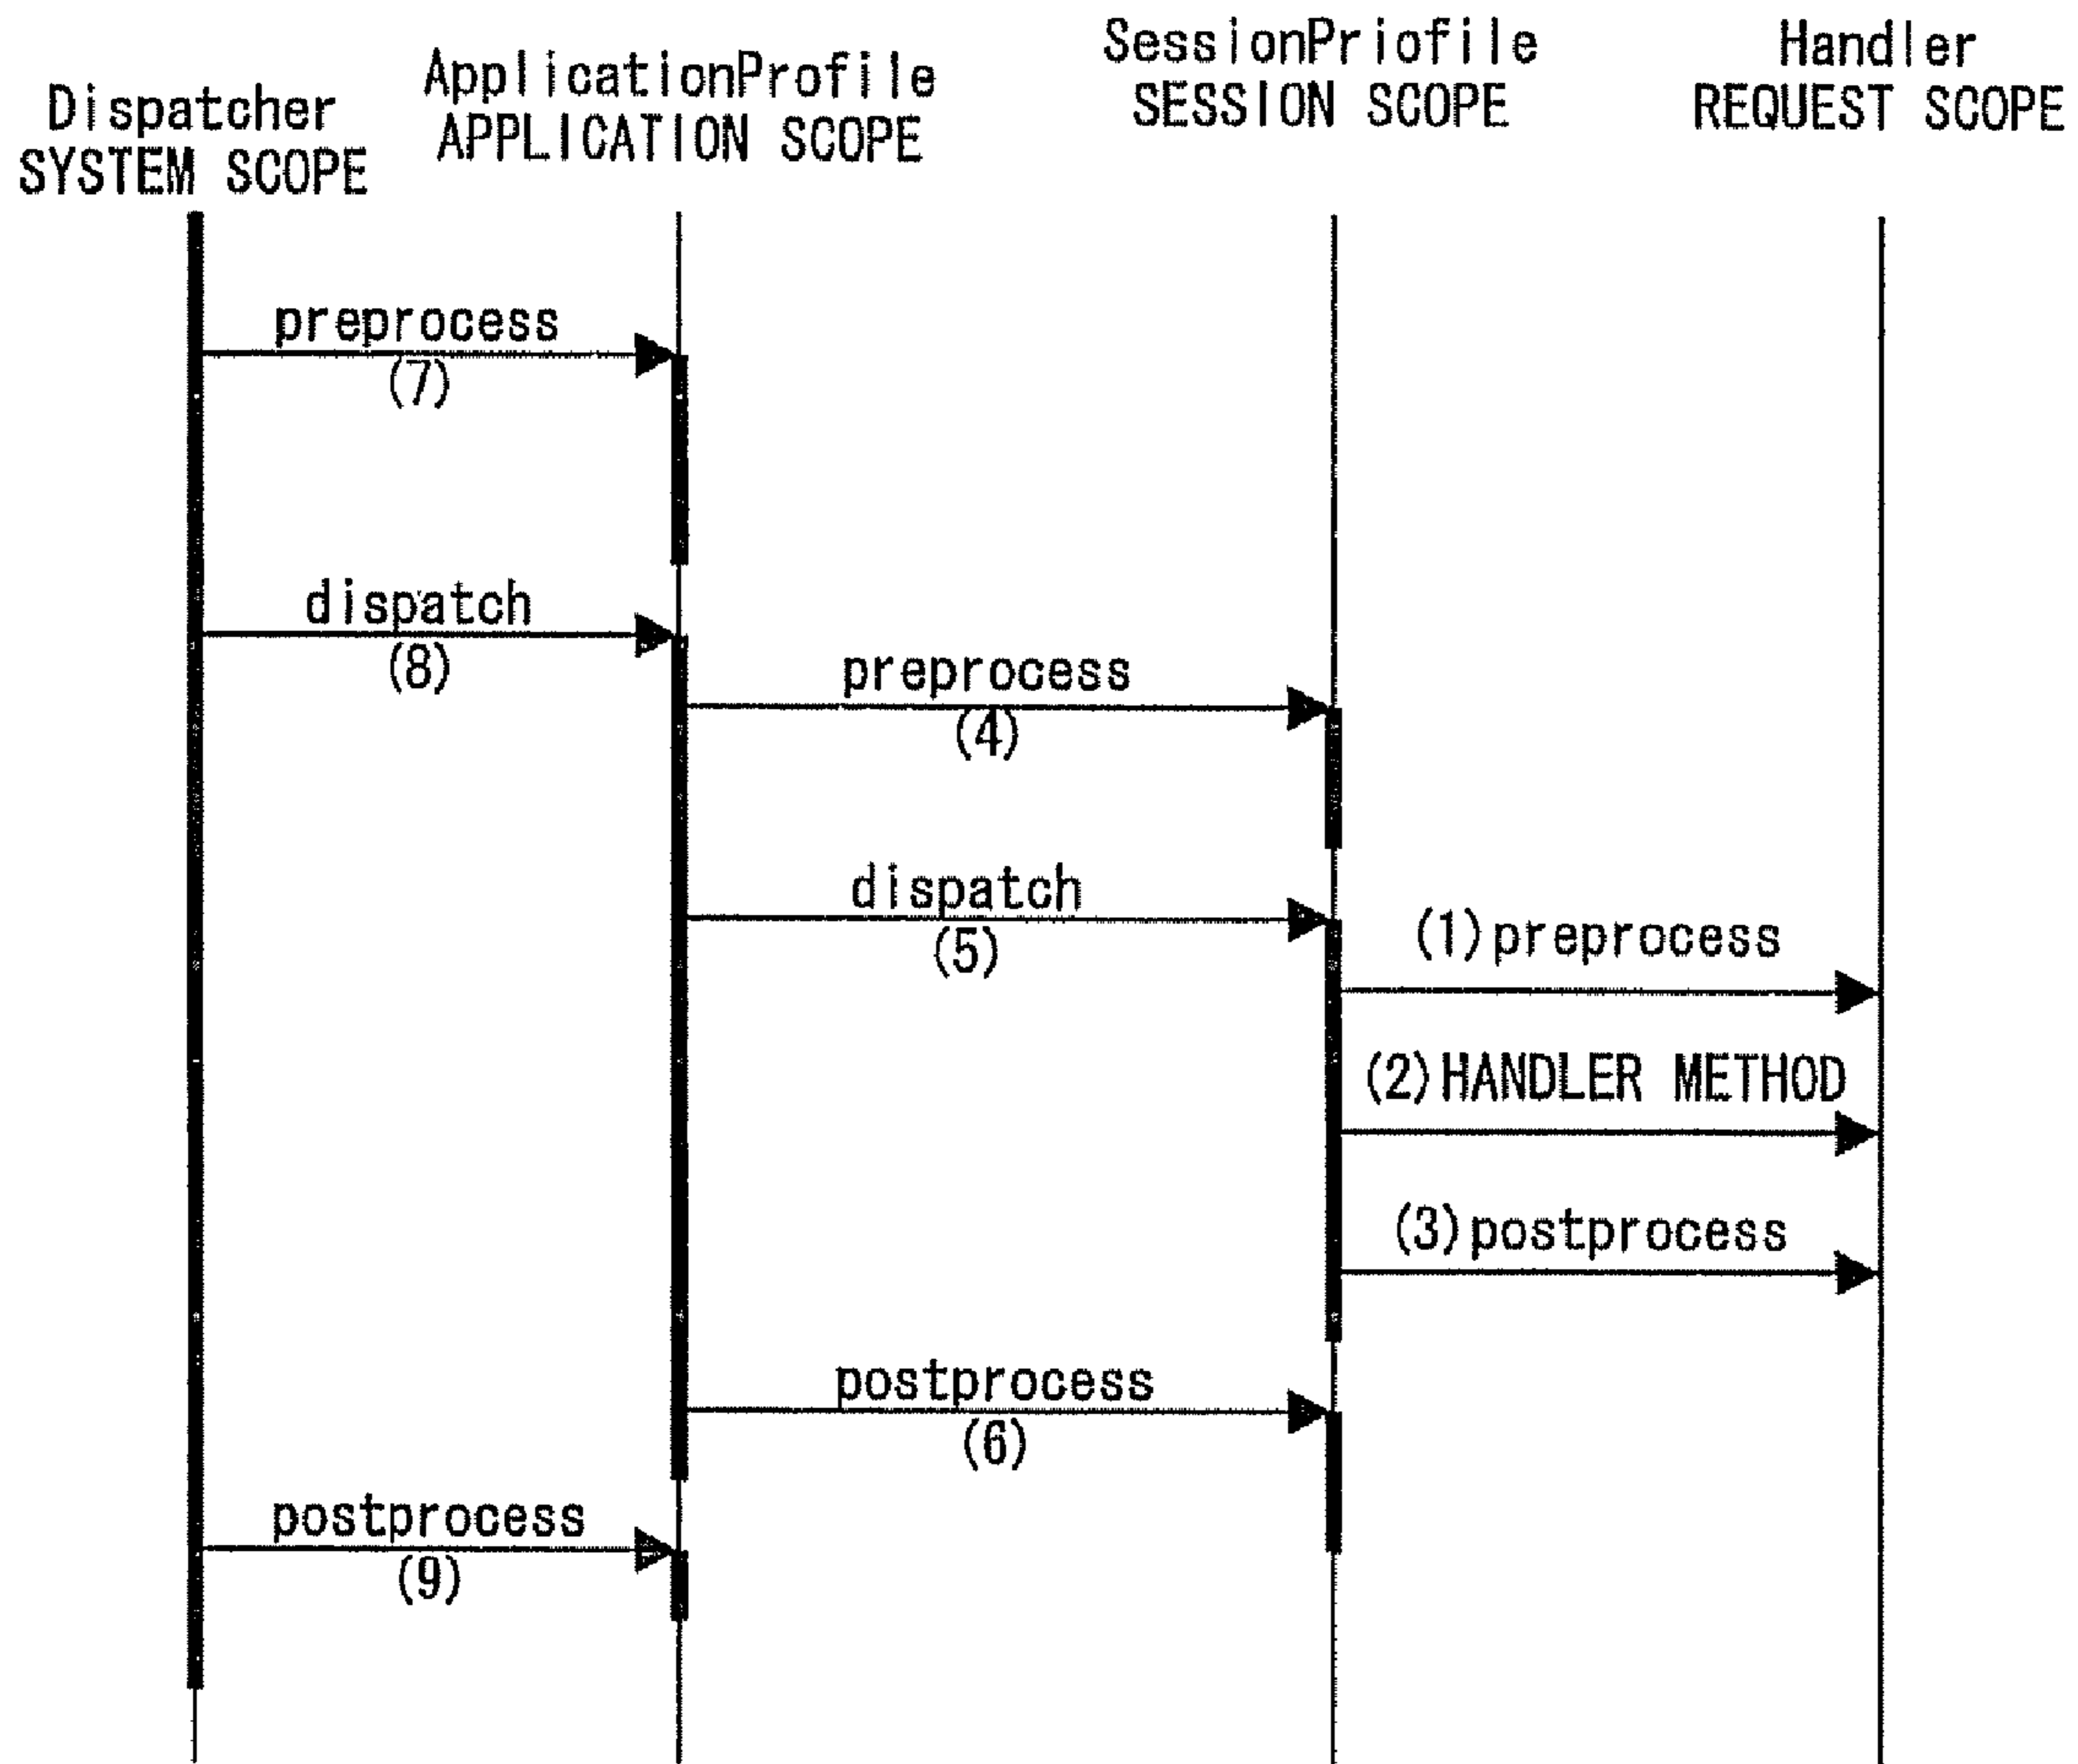 Dispatcher
SYSTEM SCOPE
ApplicationProfile
APPLICATION SCOPE
SessionPriofile
SESSION SCOPE
Handler
REQUEST SCOPE
preprocess
(7)
dispatch
(8)
preprocess
(4)
dispatch
(5)
(1)preprocess
(2)HANDLER METHOD
(3)postprocess
postprocess
(6)
postprocess
(9)